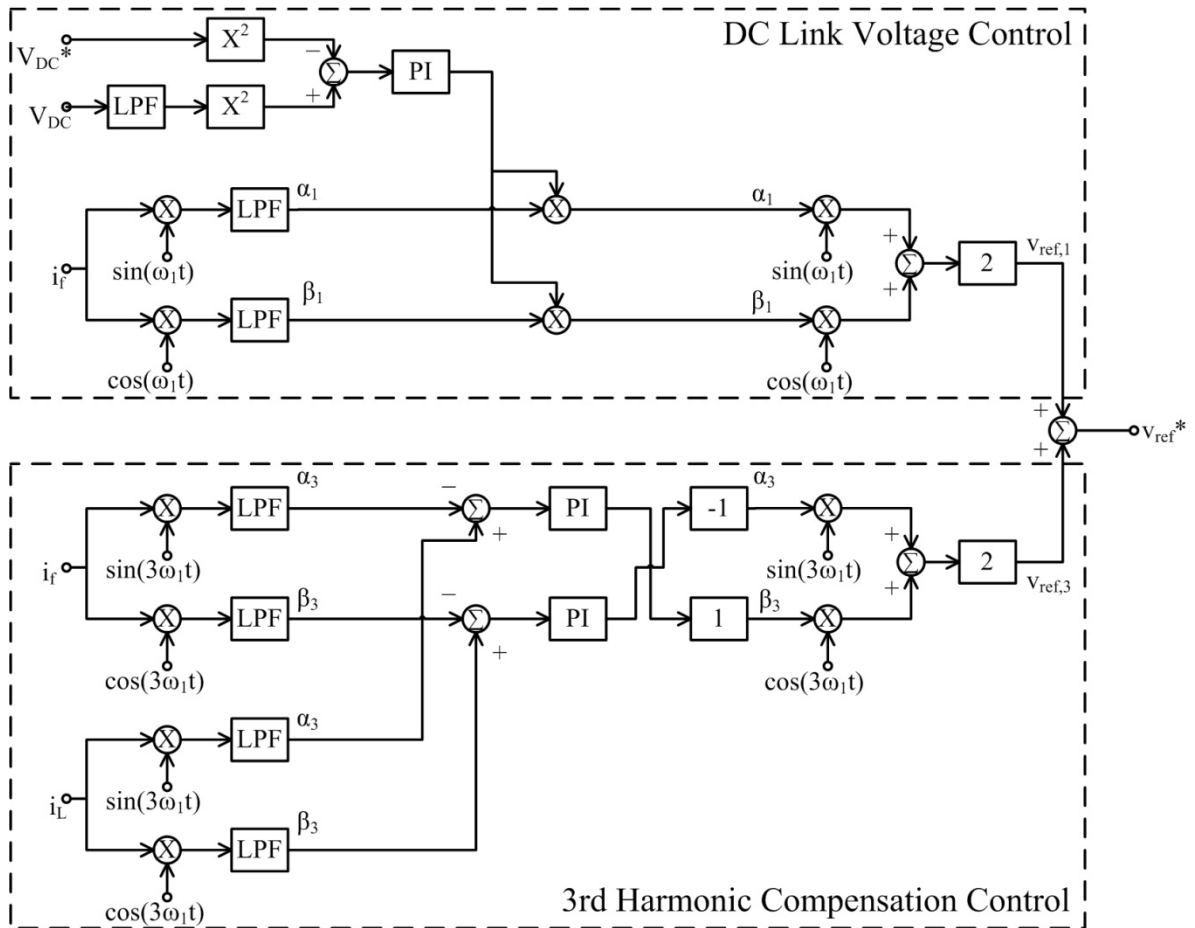 DC Link Voltage Control
V_DC*
X²
−
Σ
PI
+
V_DC
LPF
X²
i_f
X
LPF
α₁
X
α₁
X
sin(ω₁t)
sin(ω₁t)
+
Σ
+
2
v_ref,1
X
LPF
β₁
X
β₁
X
cos(ω₁t)
cos(ω₁t)
+
Σ
+
v_ref*
i_f
X
LPF
α₃
−
Σ
+
PI
-1
α₃
X
sin(3ω₁t)
sin(3ω₁t)
+
Σ
+
2
v_ref,3
X
LPF
β₃
−
Σ
+
PI
1
β₃
X
cos(3ω₁t)
cos(3ω₁t)
i_L
X
LPF
α₃
sin(3ω₁t)
X
LPF
β₃
cos(3ω₁t)
3rd Harmonic Compensation Control